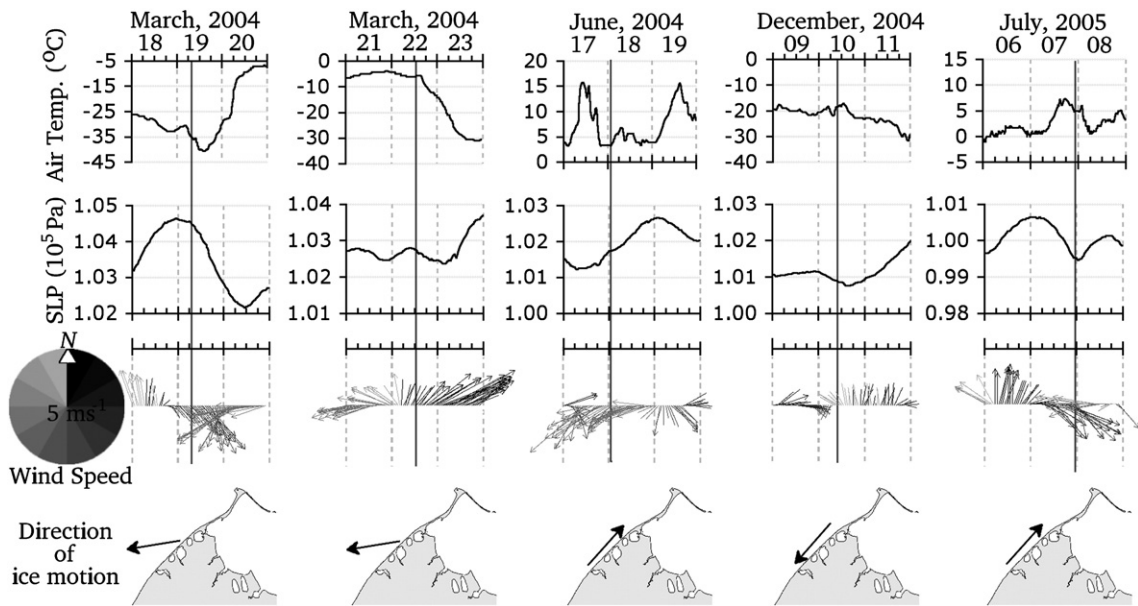 March, 2004 March, 2004 June, 2004 December, 2004 July, 2005
18 19 20 21 22 23 17 18 19 09 10 11 06 07 08
Air Temp. (°C)
-5 0 20 0 15
-15 -10 15 -10 10
-25 -20 10 -20 5
-35 -30 5 -30 0
-45 -40 0 -40 -5
SLP (10⁵ Pa)
1.05 1.04 1.03 1.03 1.01
1.04 1.03 1.02 1.02 1.00
1.03 1.02 1.01 1.01 0.99
1.02 1.01 1.00 1.00 0.98
N
5 ms⁻¹
Wind Speed
Direction
of
ice motion